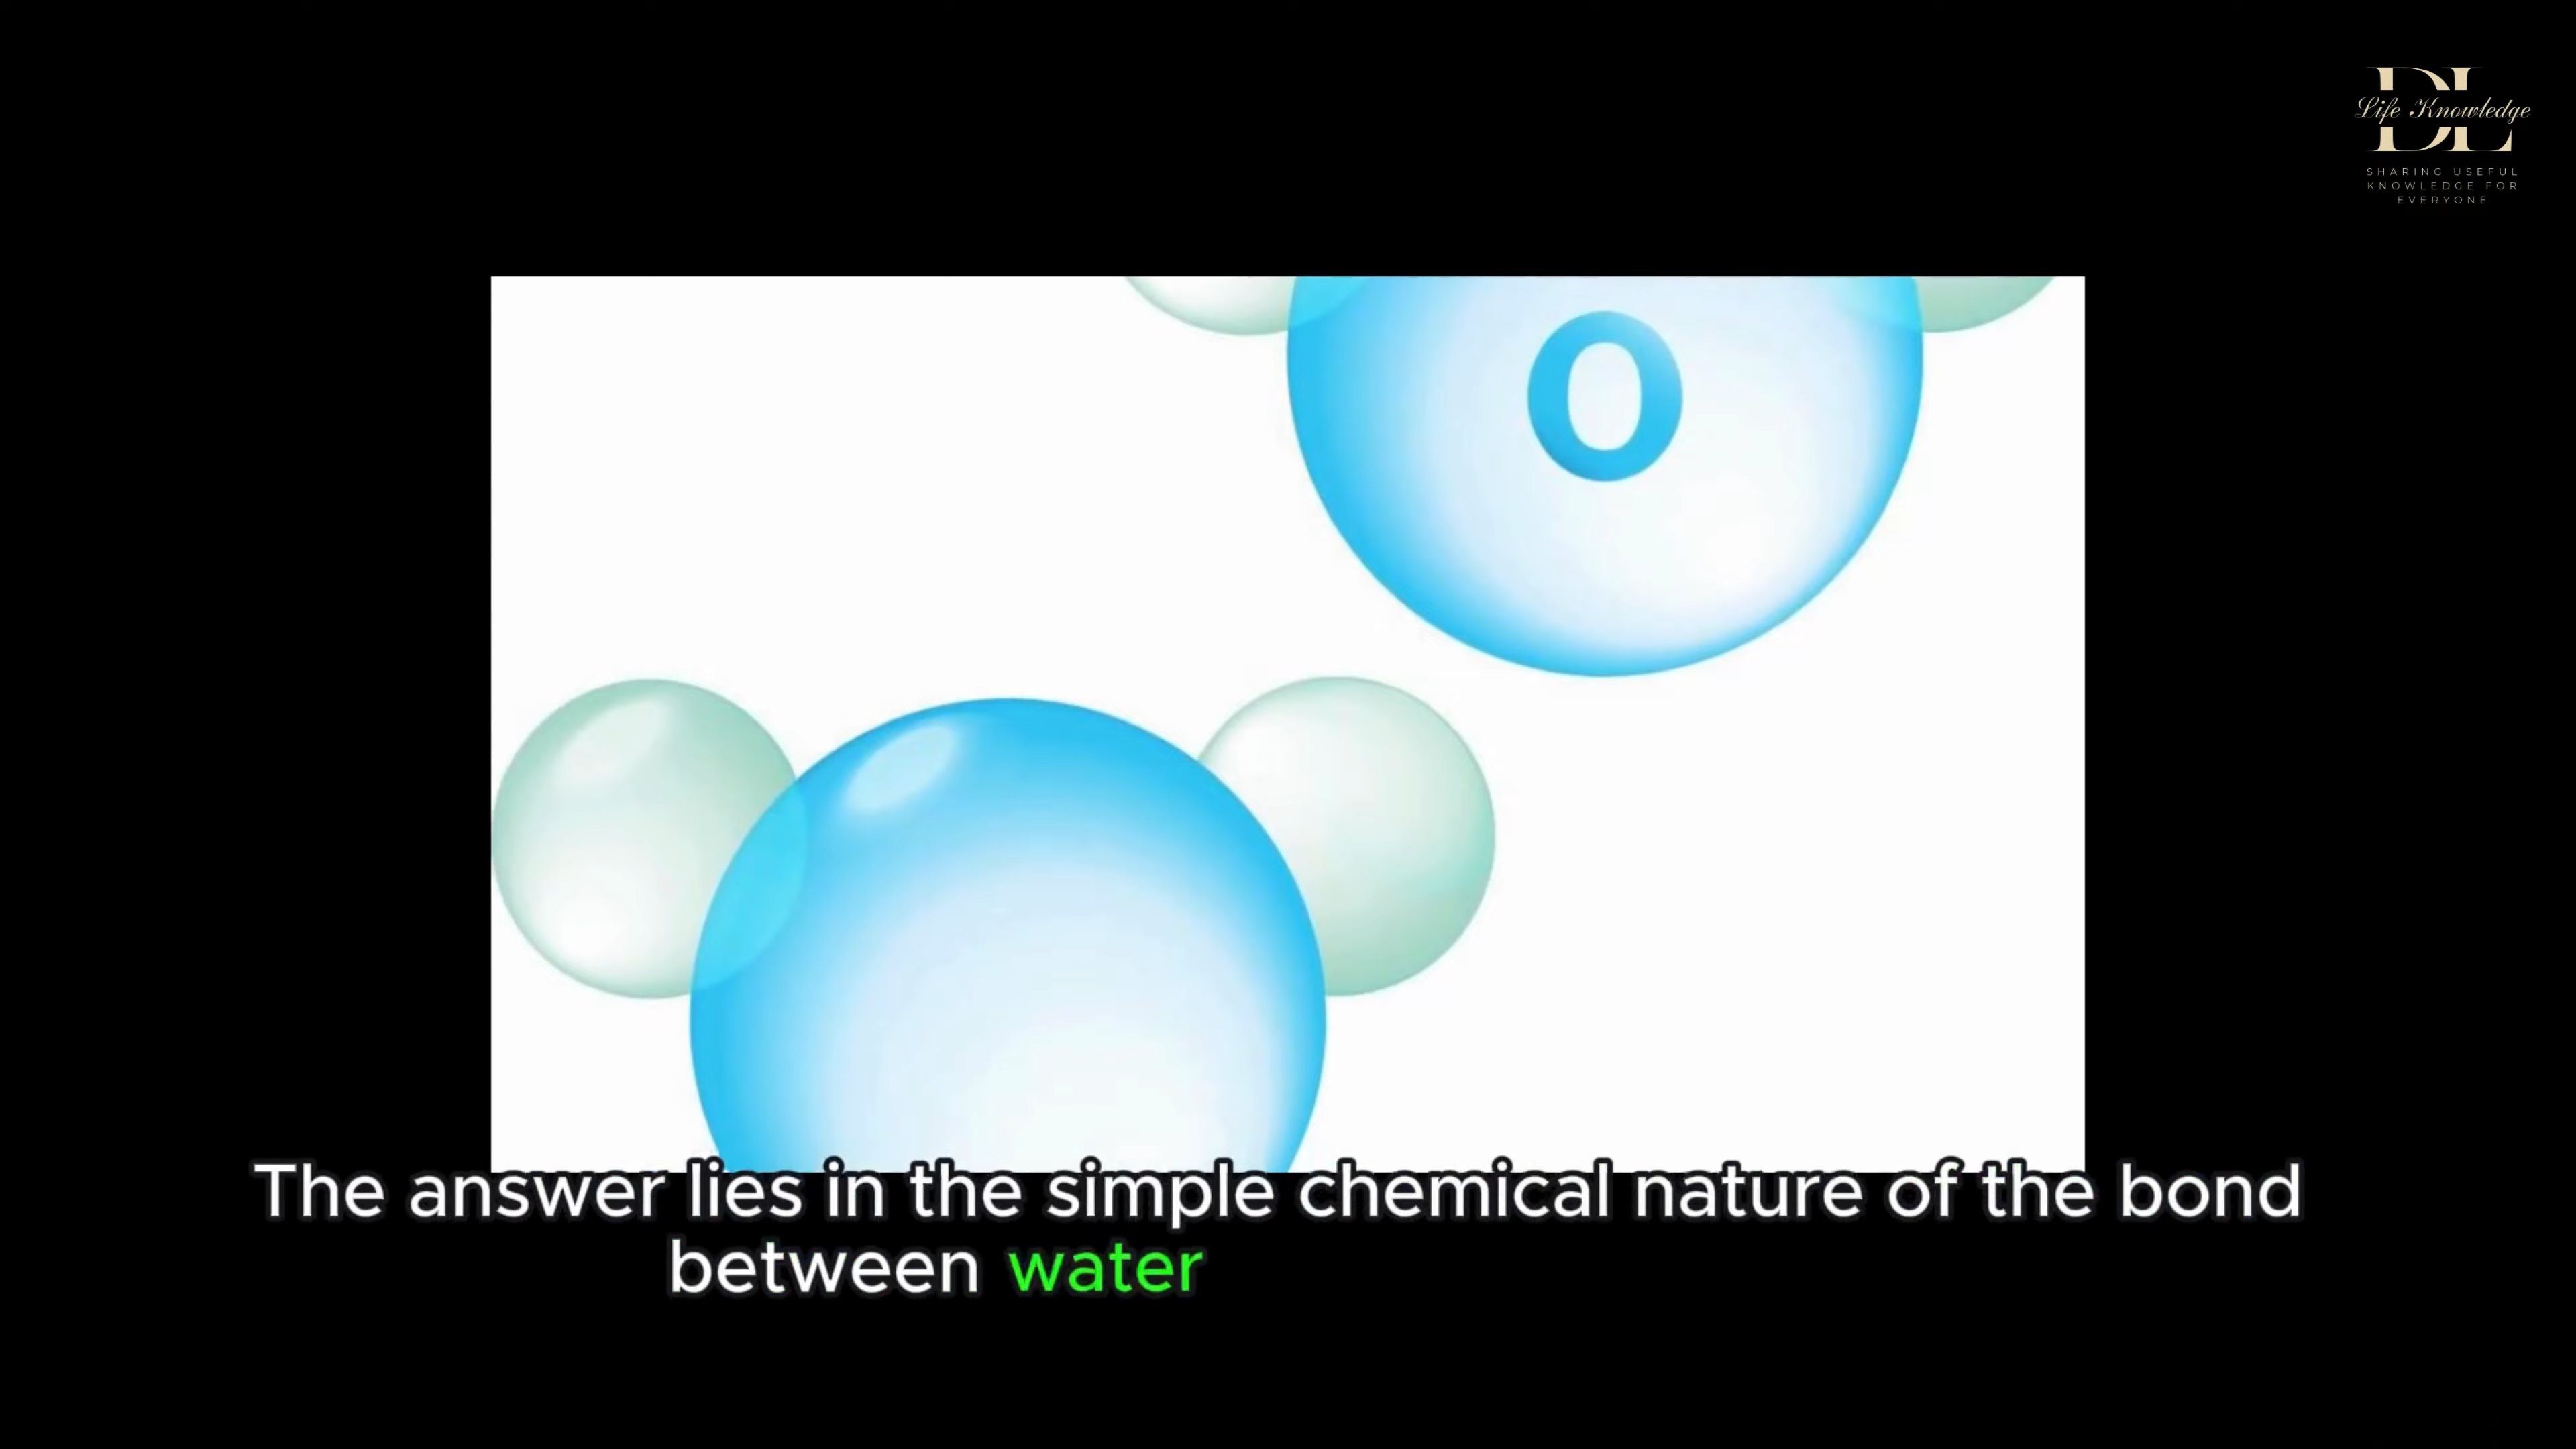 DL
Life Knowledge
SHARING USEFUL
KNOWLEDGE FOR
EVERYONE
O
The answer lies in the simple chemical nature of the bond
between water